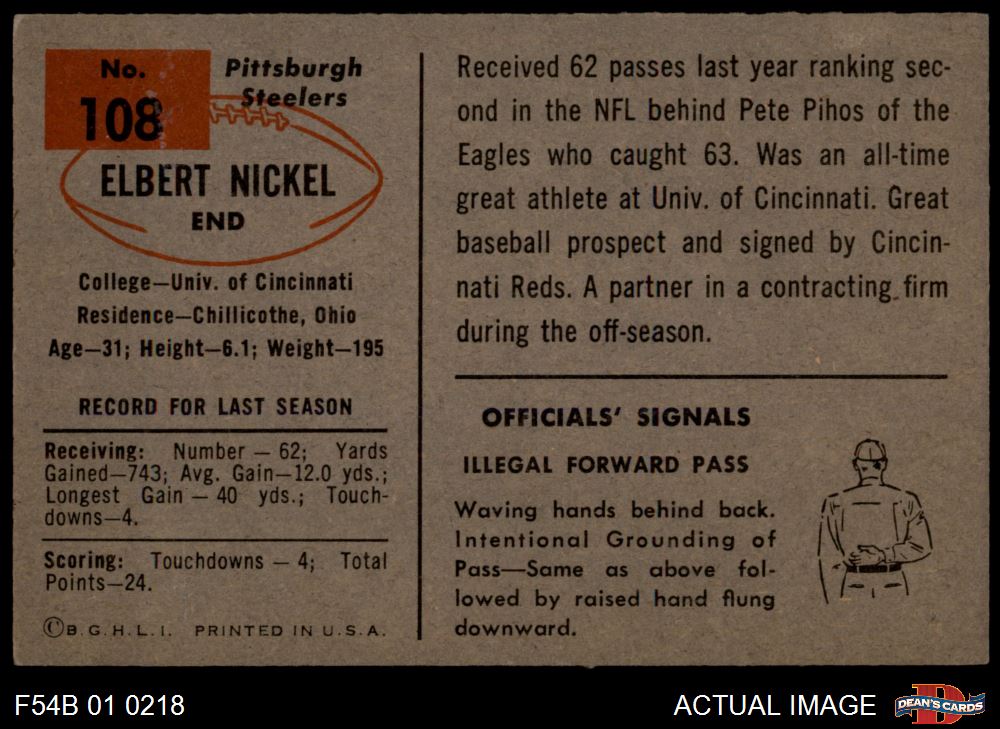 No.
108
Pittsburgh
Steelers
ELBERT NICKEL
END
College—Univ. of Cincinnati
Residence—Chillicothe, Ohio
Age—31; Height—6.1; Weight—195
RECORD FOR LAST SEASON
Receiving: Number — 62; Yards
Gained—743; Avg. Gain—12.0 yds.;
Longest Gain — 40 yds.; Touch-
downs—4.
Scoring: Touchdowns — 4; Total
Points—24.
©B. G. H. L. I. PRINTED IN U.S.A.
Received 62 passes last year ranking sec-
ond in the NFL behind Pete Pihos of the
Eagles who caught 63. Was an all-time
great athlete at Univ. of Cincinnati. Great
baseball prospect and signed by Cincin-
nati Reds. A partner in a contracting firm
during the off-season.
OFFICIALS' SIGNALS
ILLEGAL FORWARD PASS
Waving hands behind back.
Intentional Grounding of
Pass—Same as above fol-
lowed by raised hand flung
downward.
F54B 01 0218
ACTUAL IMAGE
D
DEAN'S CARDS